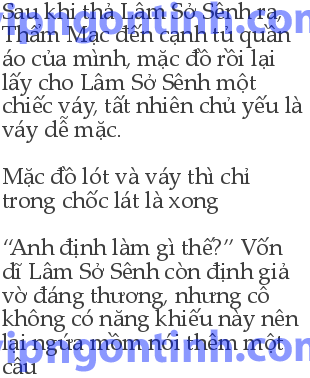 Sau khi thả Lâm Sở Sênh ra,
Thẩm Mạc đến cạnh tủ quần
áo của mình, mặc đồ rồi lại
lấy cho Lâm Sở Sênh một
chiếc váy, tất nhiên chủ yếu là
váy dễ mặc.
Mặc đồ lót và váy thì chỉ
trong chốc lát là xong
“Anh định làm gì thế?” Vốn
dĩ Lâm Sở Sênh còn định giả
vờ đáng thương, nhưng cô
không có năng khiếu này nên
lại ngứa mồm nói thêm một
câu